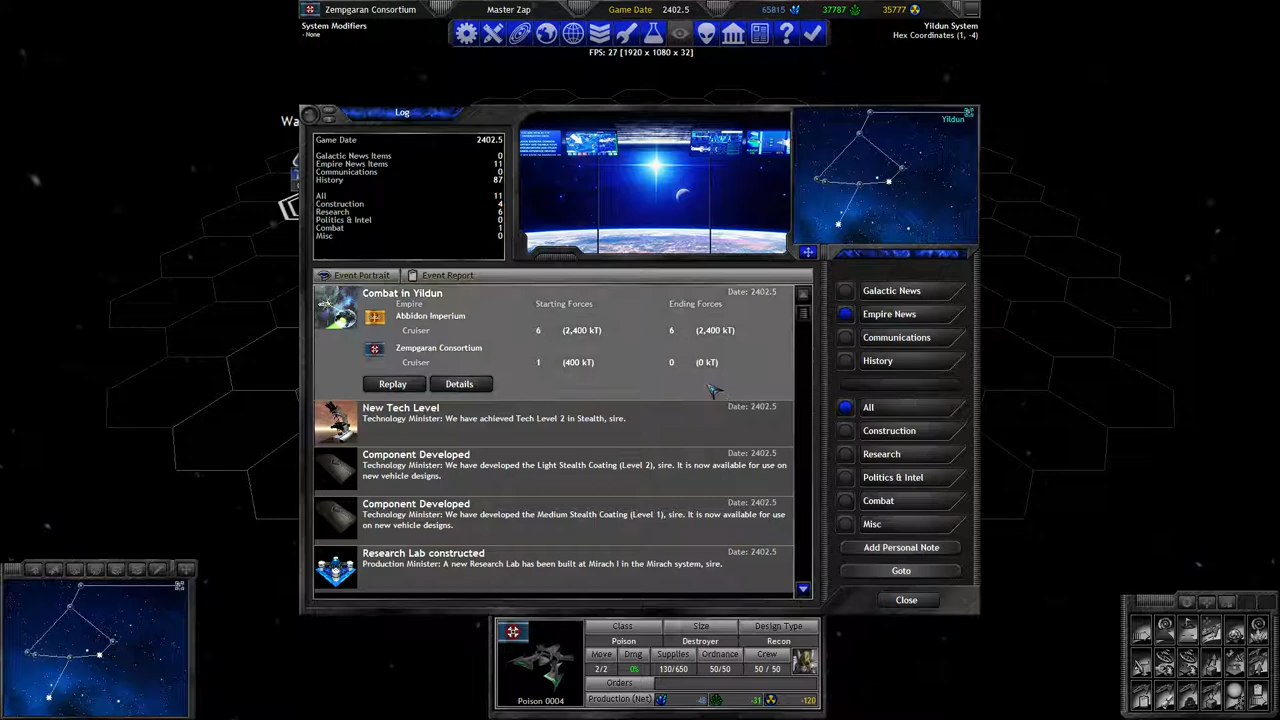 Zempgaran Consortium
Master Zap
Game Date 2402.5
65815
37787
35777
System Modifiers
- None
Yildun System
Hex Coordinates (1, -4)
FPS: 27 [1920 x 1080 x 32]
Wa
Log
Game Date 2402.5
Galactic News Items 0
Empire News Items 11
Communications 0
History 87
All 11
Construction 4
Research 6
Politics & Intel 0
Combat 1
Misc 0
Yildun
Event Portrait
Event Report
Combat in Yildun
Date: 2402.5
Empire Starting Forces Ending Forces
Abbidon Imperium
Cruiser 6 (2,400 kT) 6 (2,400 kT)
Zempgaran Consortium
Cruiser 1 (400 kT) 0 (0 kT)
Replay
Details
New Tech Level
Date: 2402.5
Technology Minister: We have achieved Tech Level 2 in Stealth, sire.
Component Developed
Date: 2402.5
Technology Minister: We have developed the Light Stealth Coating (Level 2), sire. It is now available for use
on new vehicle designs.
Component Developed
Date: 2402.5
Technology Minister: We have developed the Medium Stealth Coating (Level 1), sire. It is now available for use
on new vehicle designs.
Research Lab constructed
Date: 2402.5
Production Minister: A new Research Lab has been built at Mirach I in the Mirach system, sire.
Galactic News
Empire News
Communications
History
All
Construction
Research
Politics & Intel
Combat
Misc
Add Personal Note
Goto
Close
Class Size Design Type
Poison Destroyer Recon
Move Dmg Supplies Ordnance Crew
2/2 0% 130/650 50/50 50 / 50
Orders
Production (Net) -48 -31 -120
Poison 0004